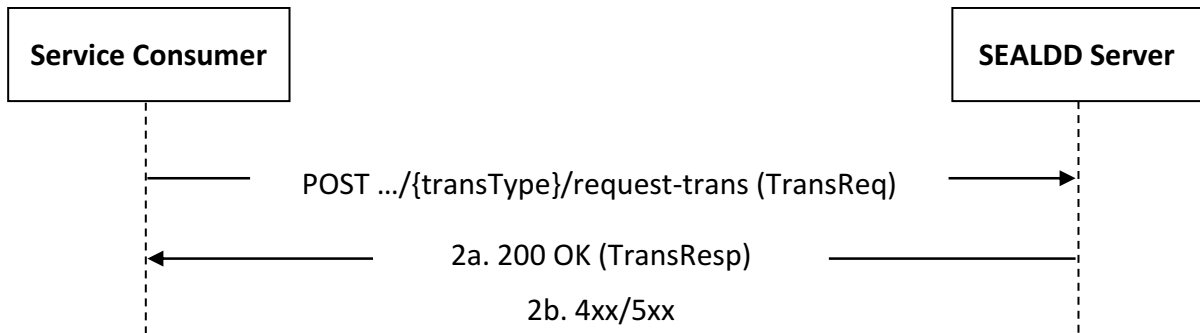 Service Consumer
SEALDD Server
POST …/{transType}/request-trans (TransReq)
2a. 200 OK (TransResp)
2b. 4xx/5xx